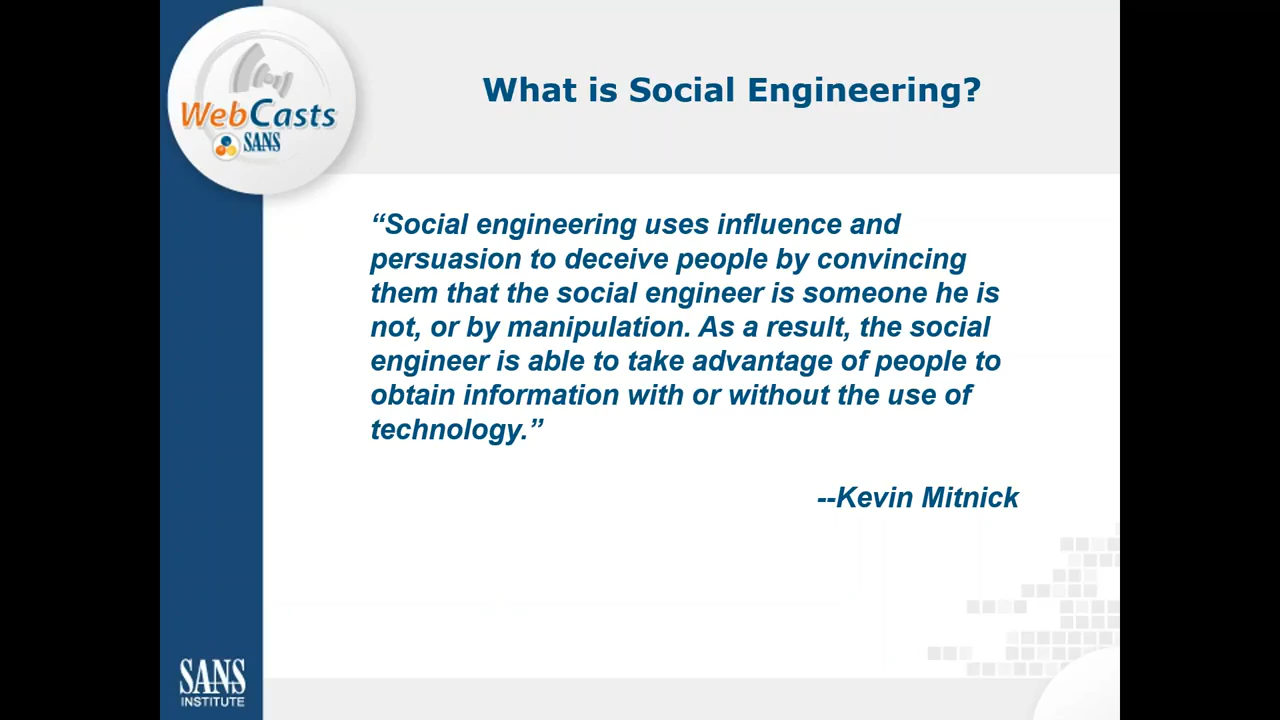 What is Social Engineering?
WebCasts
SANS
“Social engineering uses influence and
persuasion to deceive people by convincing
them that the social engineer is someone he is
not, or by manipulation. As a result, the social
engineer is able to take advantage of people to
obtain information with or without the use of
technology.”
--Kevin Mitnick
SANS
INSTITUTE